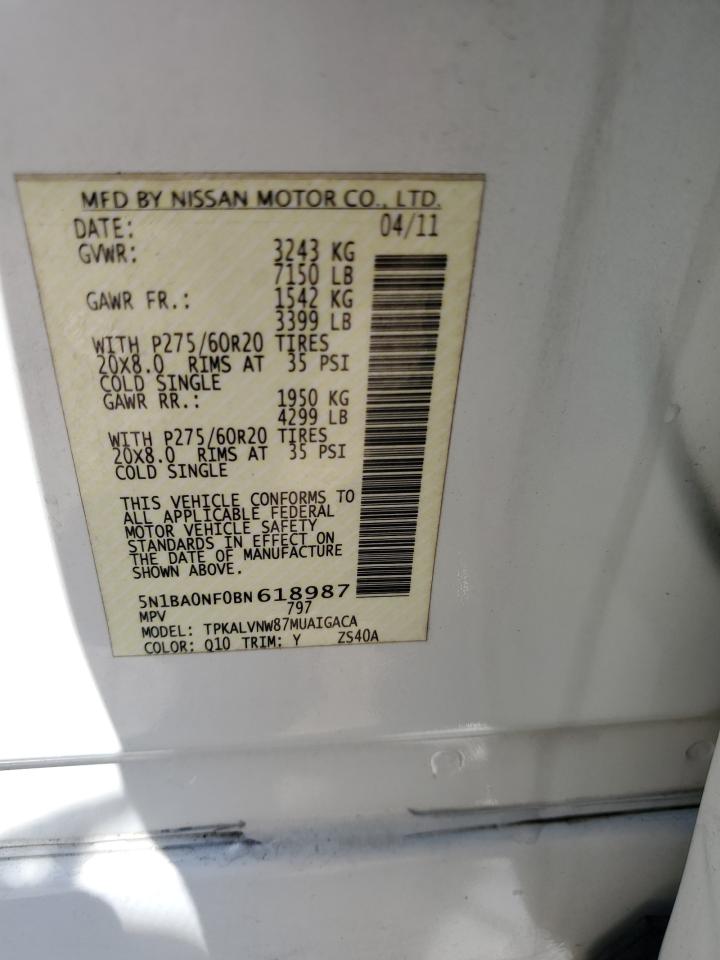 MFD BY NISSAN MOTOR CO., LTD.
DATE: 04/11
GVWR: 3243 KG
7150 LB
GAWR FR.: 1542 KG
3399 LB
WITH P275/60R20 TIRES
20X8.0 RIMS AT 35 PSI
COLD SINGLE
GAWR RR.: 1950 KG
4299 LB
WITH P275/60R20 TIRES
20X8.0 RIMS AT 35 PSI
COLD SINGLE
THIS VEHICLE CONFORMS TO
ALL APPLICABLE FEDERAL
MOTOR VEHICLE SAFETY
STANDARDS IN EFFECT ON
THE DATE OF MANUFACTURE
SHOWN ABOVE.
5N1BA0NF0BN618987
MPV 797
MODEL: TPKALVNW87MUAIGACA
COLOR: Q10 TRIM: Y ZS40A